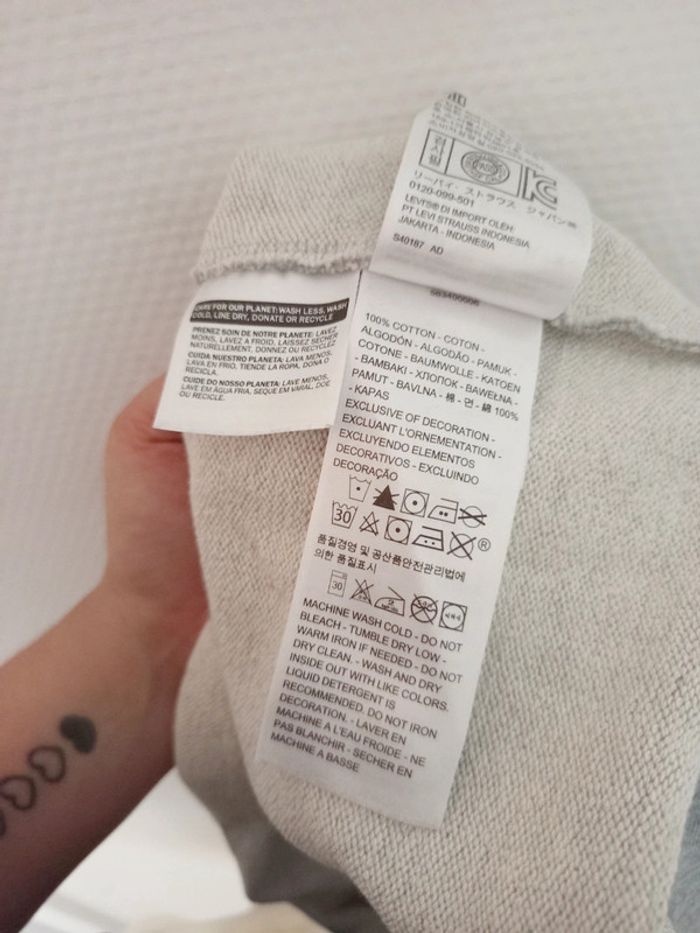 검사필
リーバイ・ストラウス ジャパン㈱
0120-099-501
LEVI'S® DI IMPORT OLEH:
PT LEVI STRAUSS INDONESIA
JAKARTA - INDONESIA
S40187 AD
CARE FOR OUR PLANET: WASH LESS, WASH
COLD, LINE DRY, DONATE OR RECYCLE
PRENEZ SOIN DE NOTRE PLANETE: LAVEZ
MOINS, LAVEZ A FROID, LAISSEZ SECHER
NATURELLEMENT, DONNEZ OU RECYCLEZ
CUIDA NUESTRO PLANETA: LAVA MENOS,
LAVA EN FRIO, TIENDE LA ROPA, DONA O
RECICLA.
CUIDE DO NOSSO PLANETA: LAVE MENOS,
LAVE EM ÁGUA FRIA, SEQUE EM VARAL, DOE
OU RECICLE.
100% COTTON - COTON -
ALGODÓN - ALGODÃO - PAMUK -
COTONE - BAUMWOLLE - KATOEN
- BAMBAKI - ХЛОПОК - BAWEŁNA -
PAMUT - BAVLNA - 棉 - 면 - 綿 100%
- KAPAS
EXCLUSIVE OF DECORATION -
EXCLUANT L'ORNEMENTATION -
EXCLUYENDO ELEMENTOS
DECORATIVOS - EXCLUINDO
DECORAÇÃO
30 ®
품질경영 및 공산품안전관리법에
의한 품질표시
30
MACHINE WASH COLD - DO NOT
BLEACH - TUMBLE DRY LOW -
WARM IRON IF NEEDED - DO NOT
DRY CLEAN. - WASH AND DRY
INSIDE OUT WITH LIKE COLORS.
LIQUID DETERGENT IS
RECOMMENDED. DO NOT IRON
DECORATION. - LAVER EN
MACHINE A L'EAU FROIDE - NE
PAS BLANCHIR - SECHER EN
MACHINE A BASSE